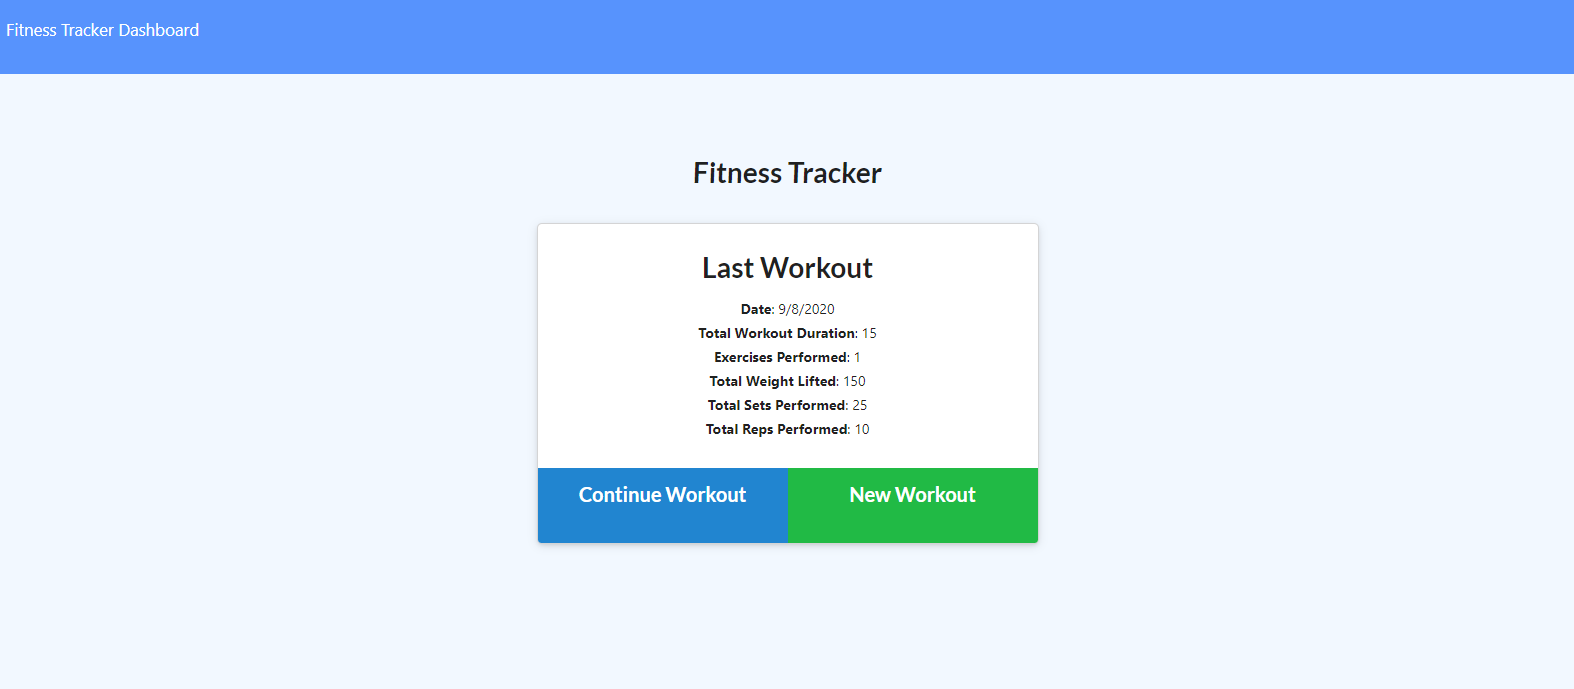 Fitness Tracker Dashboard
Fitness Tracker
Last Workout
Date: 9/8/2020
Total Workout Duration: 15
Exercises Performed: 1
Total Weight Lifted: 150
Total Sets Performed: 25
Total Reps Performed: 10
Continue Workout
New Workout